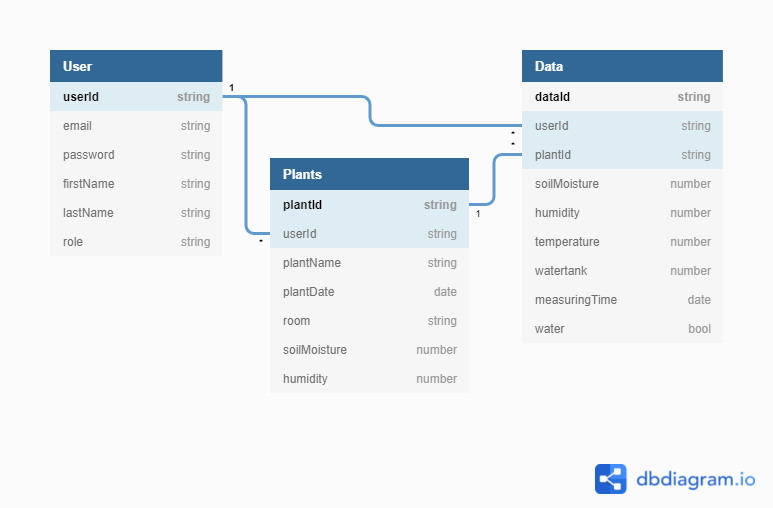 User
userId string
email string
password string
firstName string
lastName string
role string
1
*
Plants
plantId string
userId string
plantName string
plantDate date
room string
soilMoisture number
humidity number
1
*
*
Data
dataId string
userId string
plantId string
soilMoisture number
humidity number
temperature number
watertank number
measuringTime date
water bool
dbdiagram.io